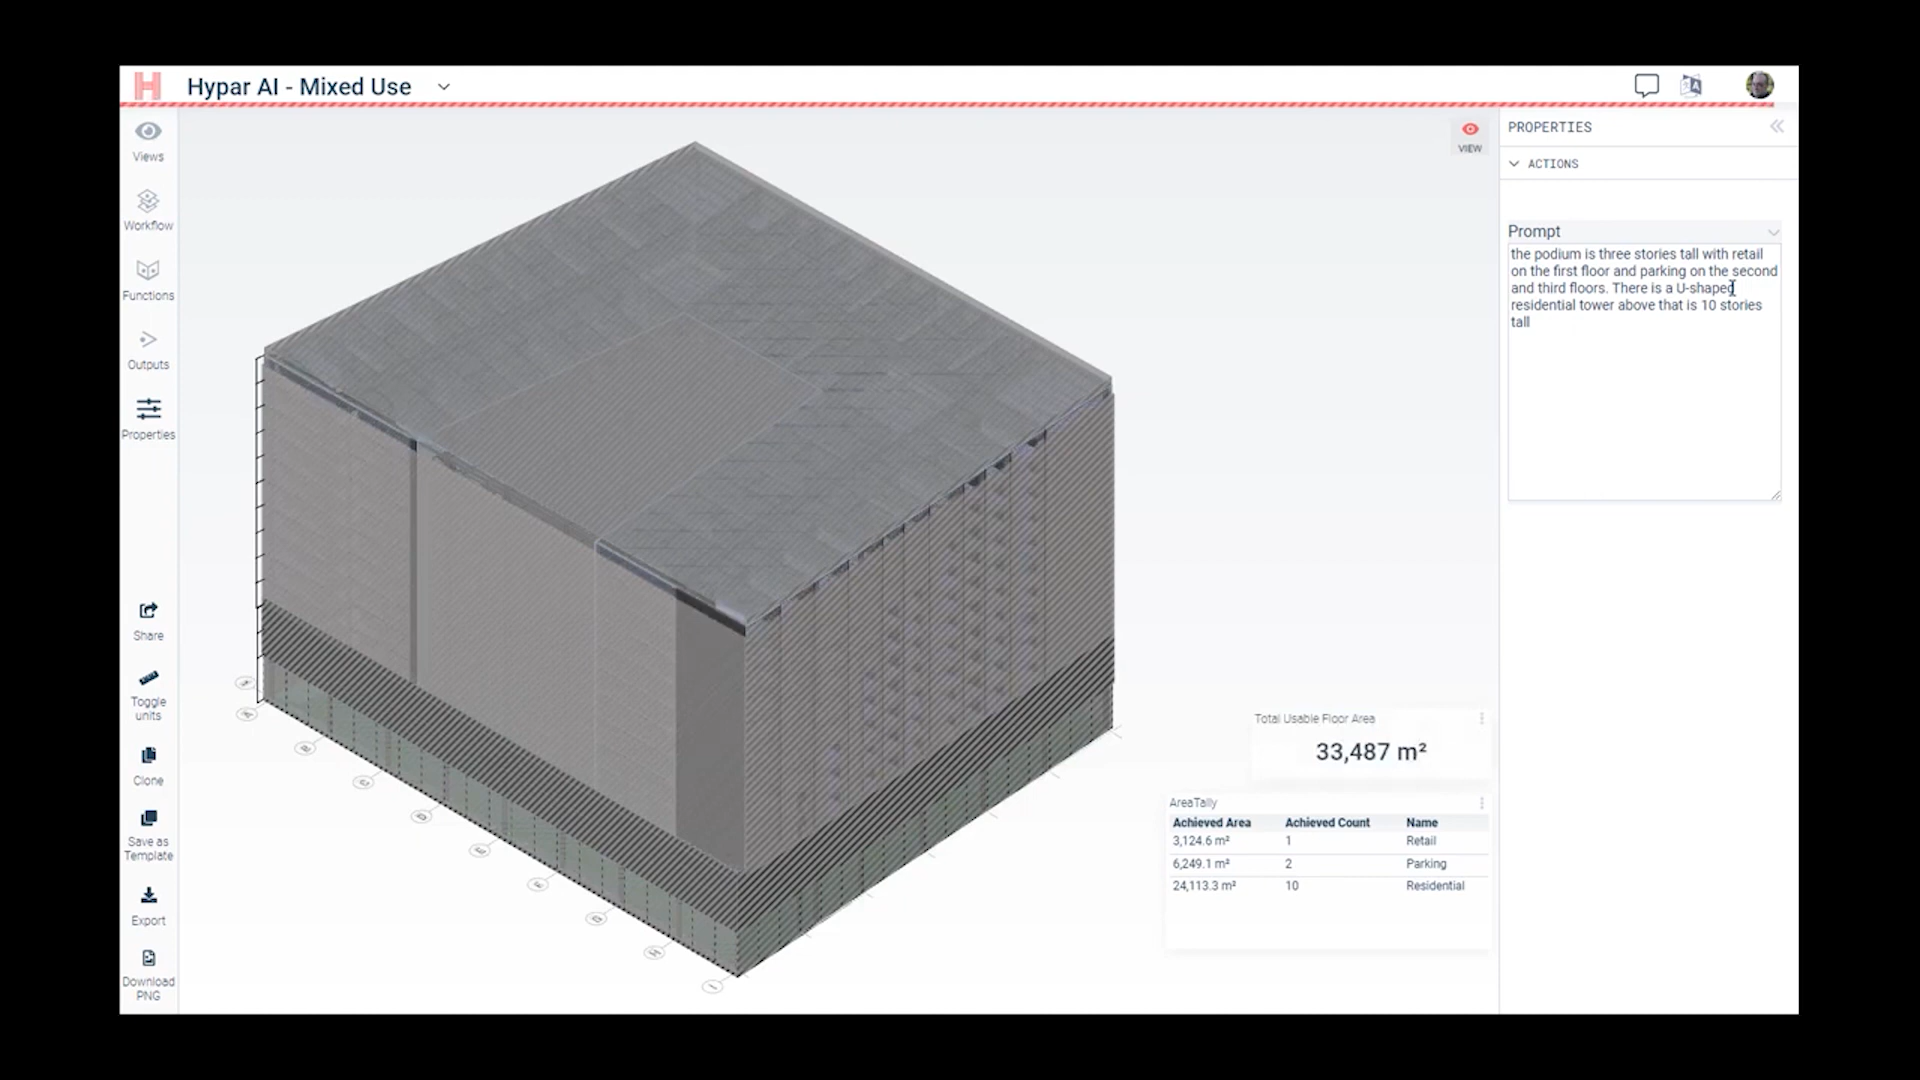 Hypar AI - Mixed Use
Views
Workflow
Functions
Outputs
Properties
Share
Toggle
units
Clone
Save as
Template
Export
Download
PNG
VIEW
Total Usable Floor Area
33,487 m²
AreaTally
Achieved Area Achieved Count Name
3,124.6 m² 1 Retail
6,249.1 m² 2 Parking
24,113.3 m² 10 Residential
PROPERTIES
ACTIONS
Prompt
the podium is three stories tall with retail
on the first floor and parking on the second
and third floors. There is a U-shaped
residential tower above that is 10 stories
tall